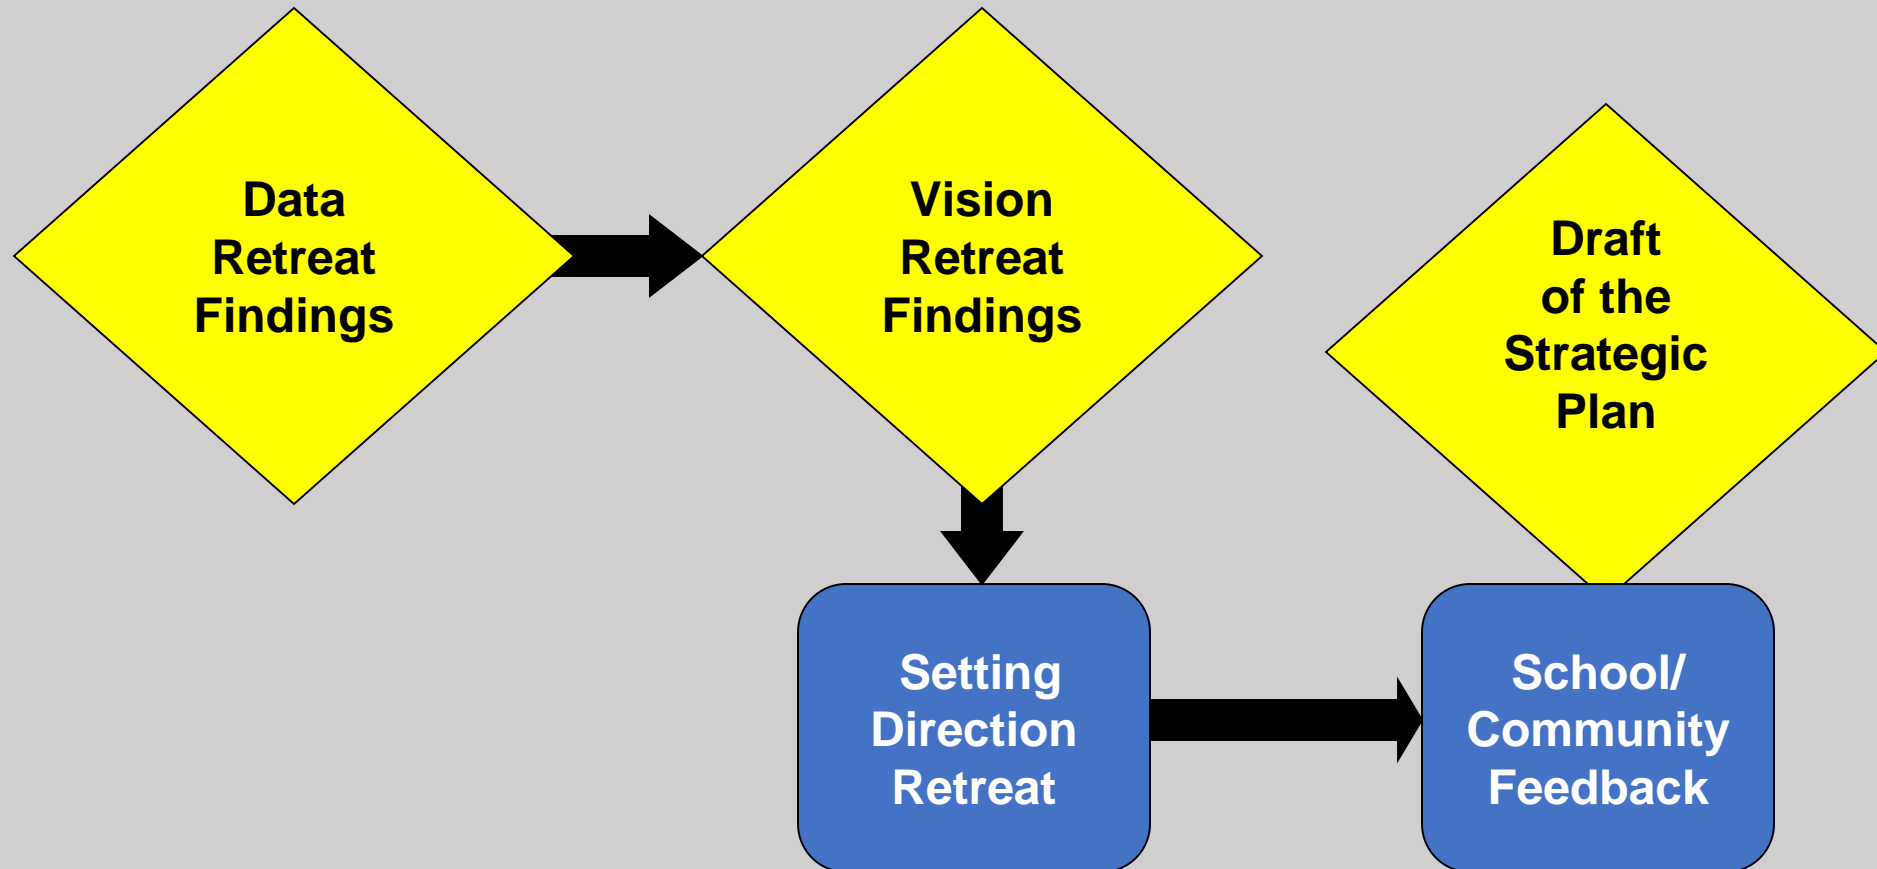 Data
Retreat
Findings
Vision
Retreat
Findings
Draft
of the
Strategic
Plan
Setting
Direction
Retreat
School/
Community
Feedback